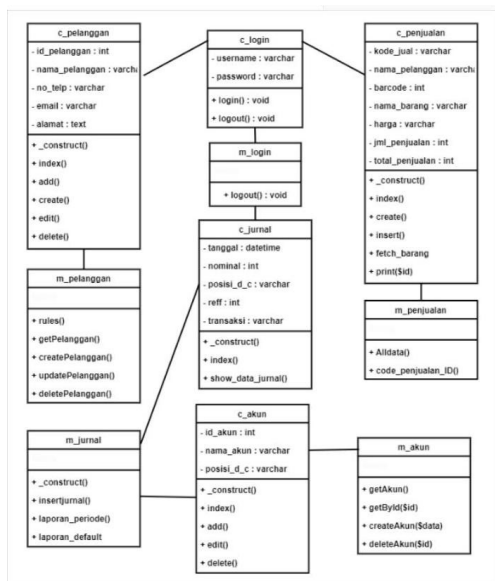 c_pelanggan
- id_pelanggan : int
- nama_pelanggan : varcha
- no_telp : varchar
- email : varchar
- alamat : text
+ _construct()
+ index()
+ add()
+ create()
+ edit()
+ delete()
c_login
- username : varchar
- password : varchar
+ login() : void
+ logout() : void
c_penjualan
- kode_jual : varchar
- nama_pelanggan : varcha
- barcode : int
- nama_barang : varchar
- harga : varchar
- jml_penjualan : int
- total_penjualan : int
+ _construct()
+ index()
+ create()
+ insert()
+ fetch_barang
+ print($id)
m_login
+ logout() : void
c_jurnal
- tanggal : datetime
- nominal : int
- posisi_d_c : varchar
- reff : int
- transaksi : varchar
+ _construct()
+ index()
+ show_data_jurnal()
m_pelanggan
+ rules()
+ getPelanggan()
+ createPelanggan()
+ updatePelanggan()
+ deletePelanggan()
m_penjualan
+ Alldata()
+ code_penjualan_ID()
m_jurnal
+ _construct()
+ insertjurnal()
+ laporan_periode()
+ laporan_default
c_akun
- id_akun : int
- nama_akun : varchar
- posisi_d_c : varchar
+ _construct()
+ index()
+ add()
+ edit()
+ delete()
m_akun
+ getAkun()
+ getById($id)
+ createAkun($data)
+ deleteAkun($id)